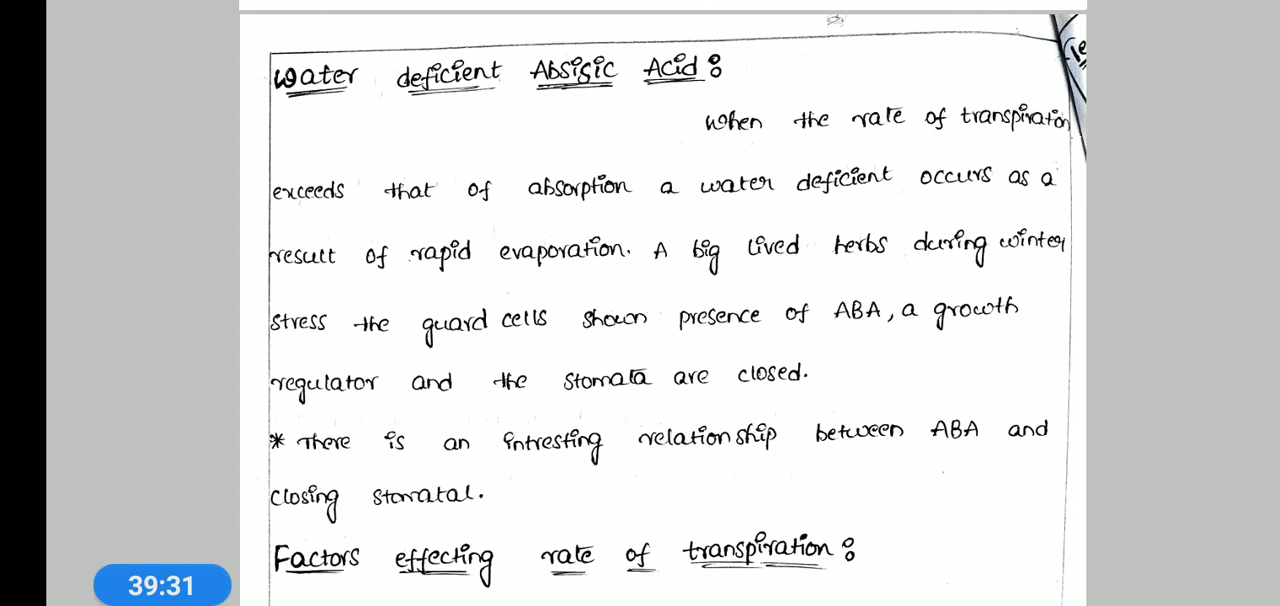 Water deficient Absisic Acid:
When the rate of transpiration
exceeds that of absorption a water deficient occurs as a
result of rapid evaporation. A big lived herbs during winter
stress the guard cells shown presence of ABA, a growth
regulator and the stomata are closed.
* There is an intresting relationship between ABA and
closing stomatal.
Factors effecting rate of transpiration:
39:31